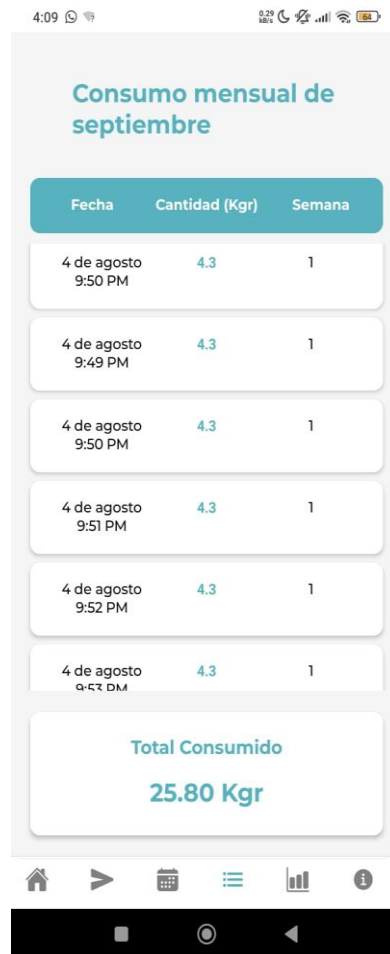 4:09
0.29
kB/s
64
Consumo mensual de
septiembre
Fecha Cantidad (Kgr) Semana
4 de agosto 4.3 1
9:50 PM
4 de agosto 4.3 1
9:49 PM
4 de agosto 4.3 1
9:50 PM
4 de agosto 4.3 1
9:51 PM
4 de agosto 4.3 1
9:52 PM
4 de agosto 4.3 1
9:53 PM
Total Consumido
25.80 Kgr